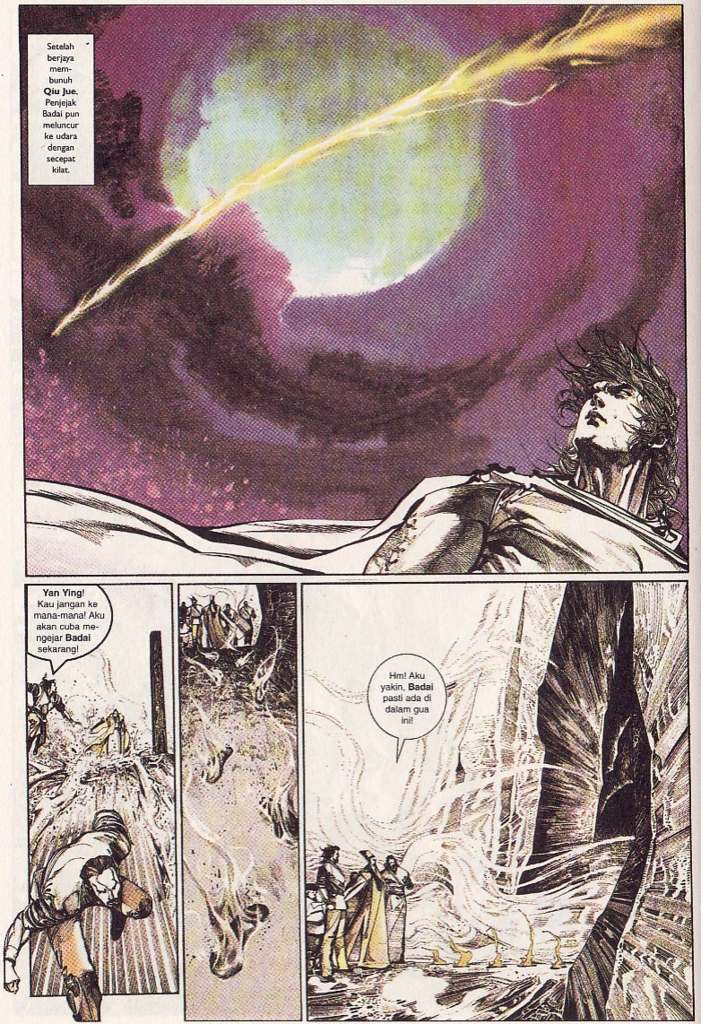 Setelah
berjaya
mem-
bunuh
Qiu Jue,
Penjejak
Badai pun
meluncur
ke udara
dengan
secepat
kilat.
Yan Ying!
Kau jangan ke
mana-mana! Aku
akan cuba me-
ngejar Badai
sekarang!
Hm! Aku
yakin, Badai
pasti ada di
dalam gua
ini!